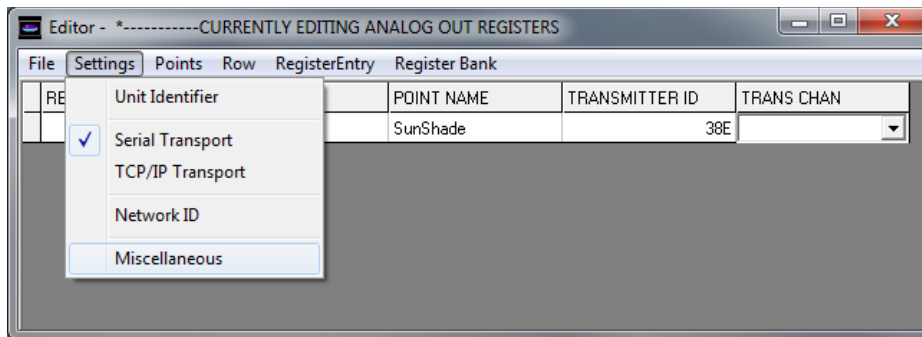 Editor - *-----------CURRENTLY EDITING ANALOG OUT REGISTERS
File Settings Points Row RegisterEntry Register Bank
RE POINT NAME TRANSMITTER ID TRANS CHAN
SunShade 38E
Unit Identifier
Serial Transport
TCP/IP Transport
Network ID
Miscellaneous